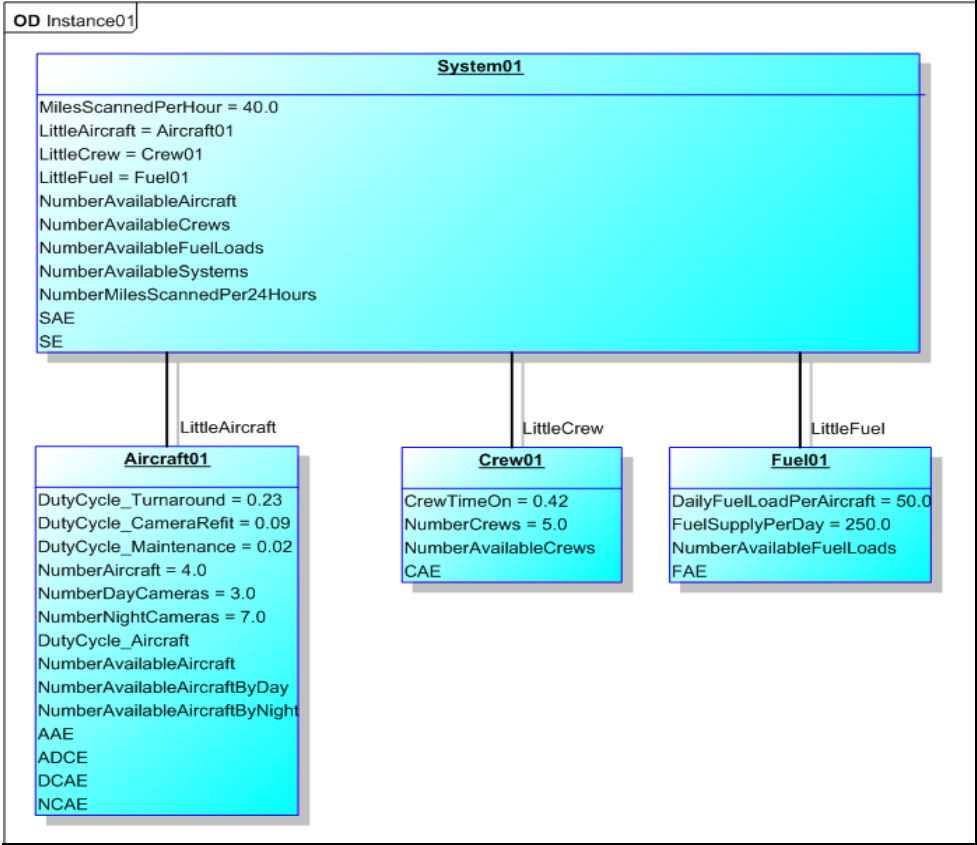 OD Instance01
System01
MilesScannedPerHour = 40.0
LittleAircraft = Aircraft01
LittleCrew = Crew01
LittleFuel = Fuel01
NumberAvailableAircraft
NumberAvailableCrews
NumberAvailableFuelLoads
NumberAvailableSystems
NumberMilesScannedPer24Hours
SAE
SE
LittleAircraft
LittleCrew
LittleFuel
Aircraft01
DutyCycle_Turnaround = 0.23
DutyCycle_CameraRefit = 0.09
DutyCycle_Maintenance = 0.02
NumberAircraft = 4.0
NumberDayCameras = 3.0
NumberNightCameras = 7.0
DutyCycle_Aircraft
NumberAvailableAircraft
NumberAvailableAircraftByDay
NumberAvailableAircraftByNight
AAE
ADCE
DCAE
NCAE
Crew01
CrewTimeOn = 0.42
NumberCrews = 5.0
NumberAvailableCrews
CAE
Fuel01
DailyFuelLoadPerAircraft = 50.0
FuelSupplyPerDay = 250.0
NumberAvailableFuelLoads
FAE